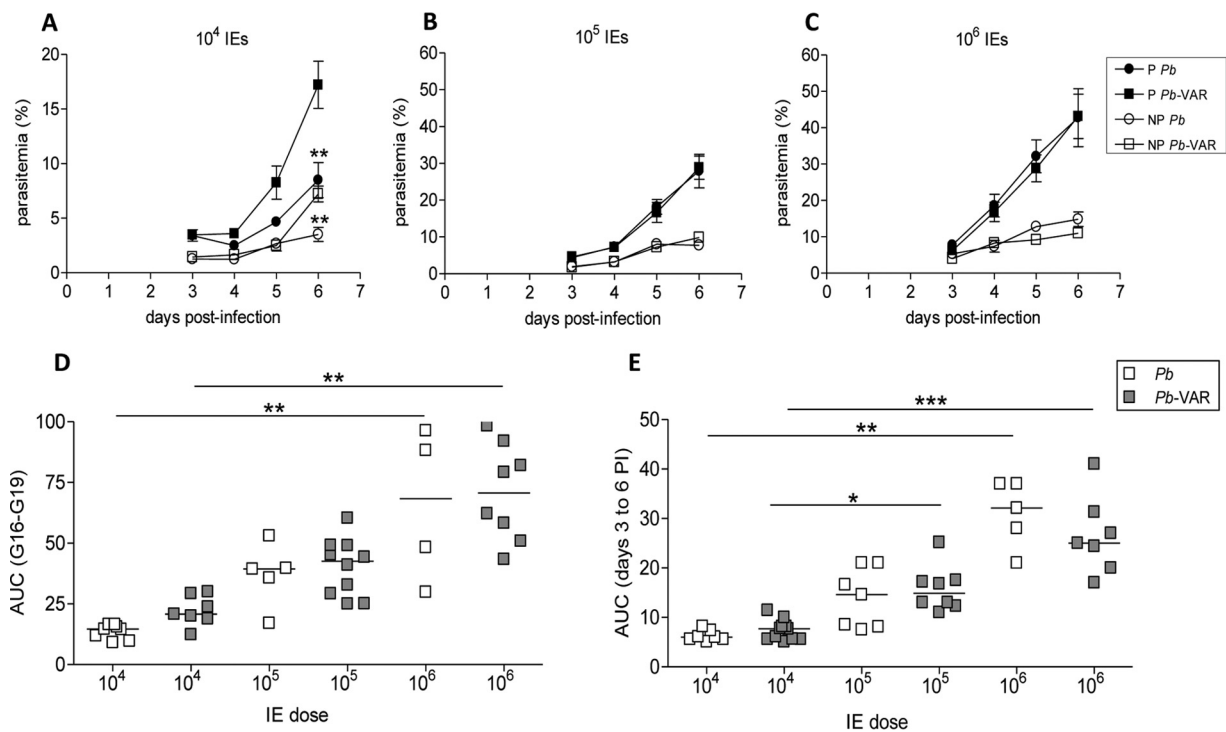 A
10⁴ IEs
parasitemia (%)
20
15
10
5
0
**
**
0 1 2 3 4 5 6 7
days post-infection
B
10⁵ IEs
parasitemia (%)
60
50
40
30
20
10
0
0 1 2 3 4 5 6 7
days post-infection
C
10⁶ IEs
parasitemia (%)
60
50
40
30
20
10
0
0 1 2 3 4 5 6 7
days post-infection
P Pb
P Pb-VAR
NP Pb
NP Pb-VAR
D
**
**
AUC (G16-G19)
100
75
50
25
0
10⁴ 10⁴ 10⁵ 10⁵ 10⁶ 10⁶
IE dose
E
Pb
Pb-VAR
***
**
*
AUC (days 3 to 6 PI)
50
40
30
20
10
0
10⁴ 10⁴ 10⁵ 10⁵ 10⁶ 10⁶
IE dose